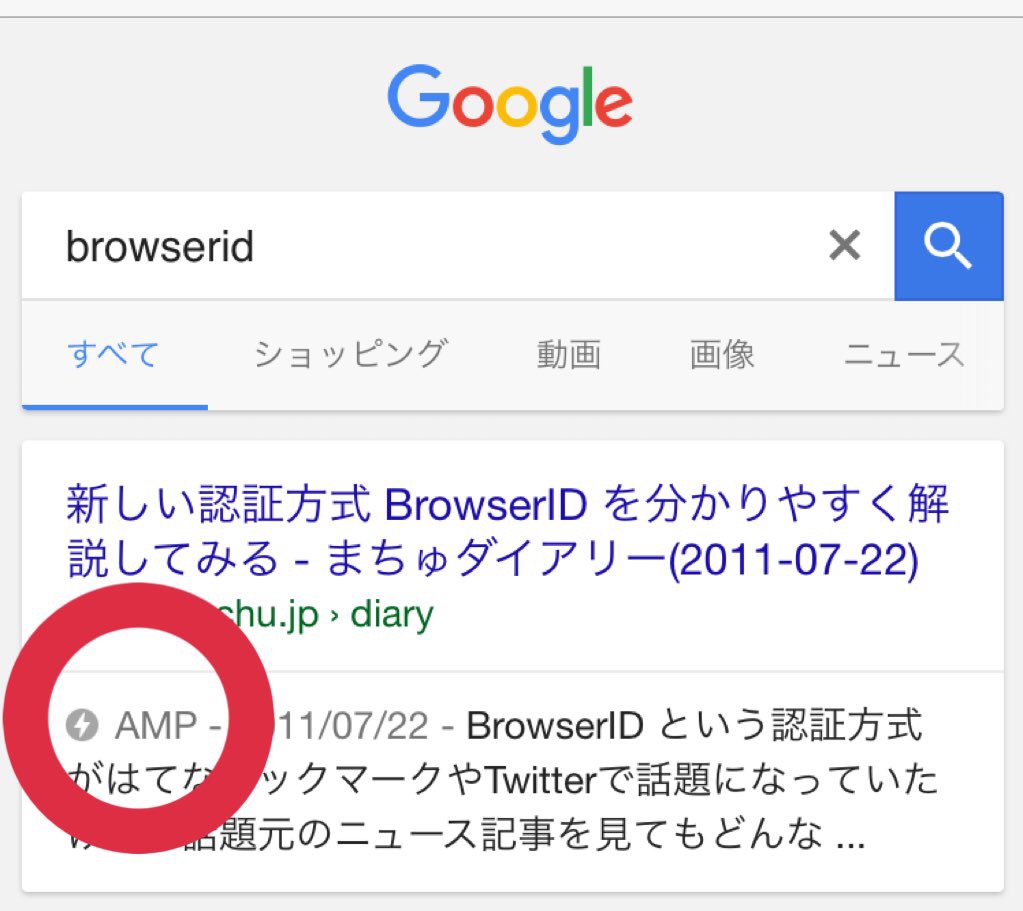 Google
browserid
すべて ショッピング 動画 画像 ニュース
新しい認証方式 BrowserID を分かりやすく解
説してみる - まちゅダイアリー(2011-07-22)
chu.jp › diary
AMP - 11/07/22 - BrowserID という認証方式
がはてな ックマークやTwitterで話題になっていた
話題元のニュース記事を見てもどんな ...